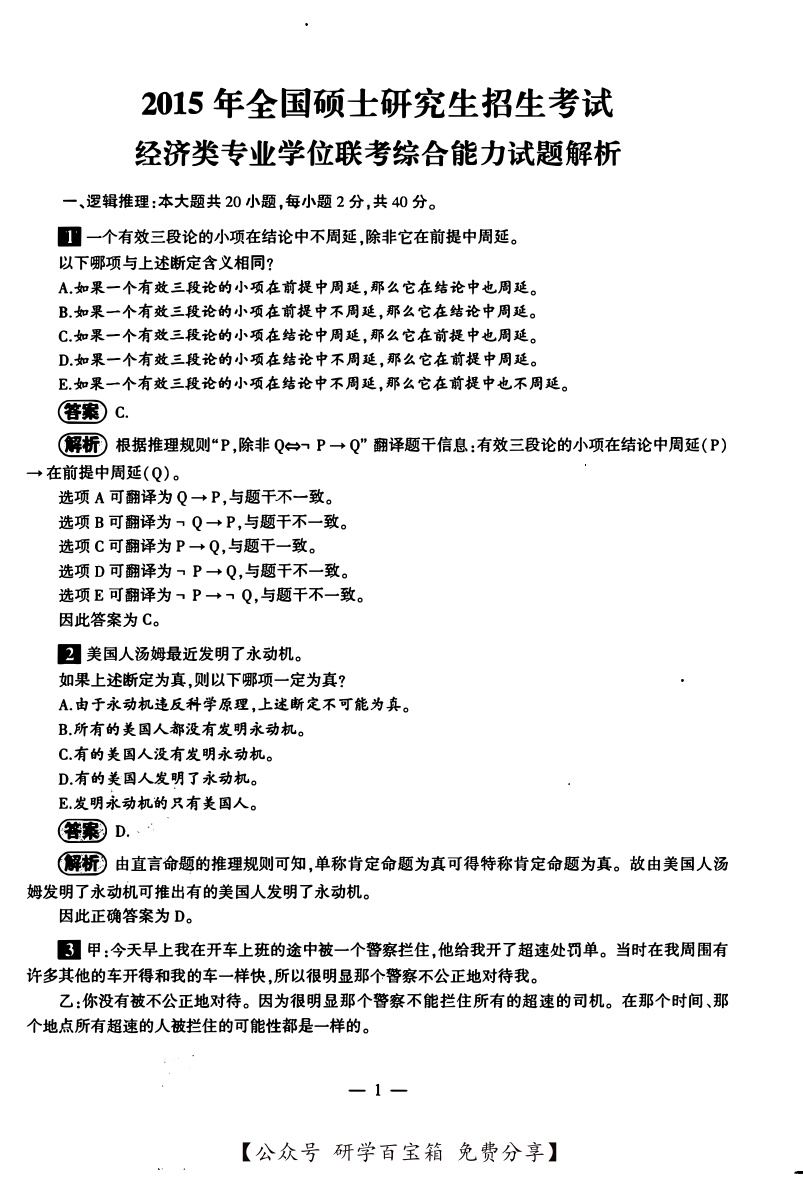 2015 年全国硕士研究生招生考试
经济类专业学位联考综合能力试题解析
一、逻辑推理:本大题共 20 小题,每小题 2 分,共 40 分。
1 一个有效三段论的小项在结论中不周延,除非它在前提中周延。
以下哪项与上述断定含义相同?
A.如果一个有效三段论的小项在前提中周延,那么它在结论中也周延。
B.如果一个有效三段论的小项在前提中不周延,那么它在结论中周延。
C.如果一个有效三段论的小项在结论中周延,那么它在前提中也周延。
D.如果一个有效三段论的小项在结论中不周延,那么它在前提中周延。
E.如果一个有效三段论的小项在结论中不周延,那么它在前提中也不周延。
答案 C.
解析 根据推理规则“P,除非 Q⇔¬ P → Q” 翻译题干信息:有效三段论的小项在结论中周延(P)
→在前提中周延(Q)。
选项 A 可翻译为 Q → P,与题干不一致。
选项 B 可翻译为 ¬ Q → P,与题干不一致。
选项 C 可翻译为 P → Q,与题干一致。
选项 D 可翻译为 ¬ P → Q,与题干不一致。
选项 E 可翻译为 ¬ P → ¬ Q,与题干不一致。
因此答案为 C。
2 美国人汤姆最近发明了永动机。
如果上述断定为真,则以下哪项一定为真?
A.由于永动机违反科学原理,上述断定不可能为真。
B.所有的美国人都没有发明永动机。
C.有的美国人没有发明永动机。
D.有的美国人发明了永动机。
E.发明永动机的只有美国人。
答案 D.
解析 由直言命题的推理规则可知,单称肯定命题为真可得特称肯定命题为真。故由美国人汤
姆发明了永动机可推出有的美国人发明了永动机。
因此正确答案为 D。
3 甲:今天早上我在开车上班的途中被一个警察拦住,他给我开了超速处罚单。当时在我周围有
许多其他的车开得和我的车一样快,所以很明显那个警察不公正地对待我。
乙:你没有被不公正地对待。因为很明显那个警察不能拦住所有的超速的司机。在那个时间、那
个地点所有超速的人被拦住的可能性都是一样的。
— 1 —
【公众号 研学百宝箱 免费分享】